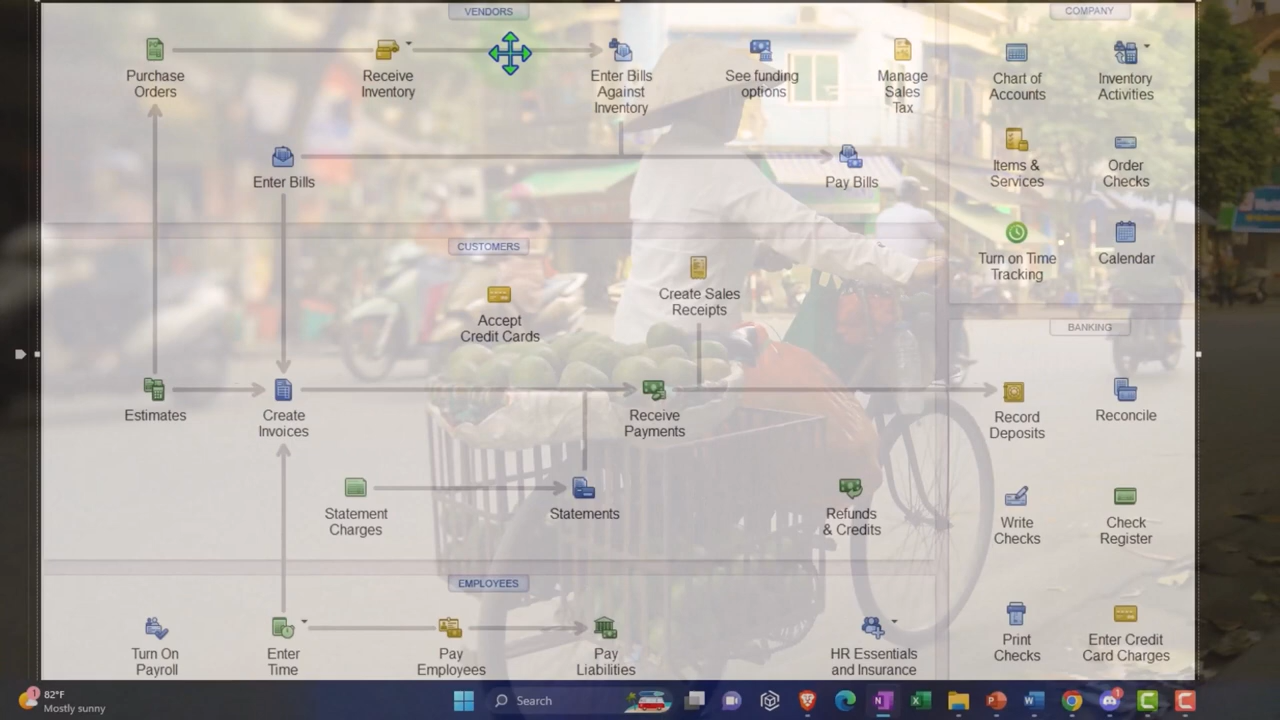 VENDORS
COMPANY
Purchase
Orders
Receive
Inventory
Enter Bills
Against
Inventory
See funding
options
Manage
Sales
Tax
Chart of
Accounts
Inventory
Activities
Enter Bills
Pay Bills
Items &
Services
Order
Checks
CUSTOMERS
Turn on Time
Tracking
Calendar
Create Sales
Receipts
Accept
Credit Cards
BANKING
Estimates
Create
Invoices
Receive
Payments
Record
Deposits
Reconcile
Statement
Charges
Statements
Refunds
& Credits
Write
Checks
Check
Register
EMPLOYEES
Turn On
Payroll
Enter
Time
Pay
Employees
Pay
Liabilities
HR Essentials
and Insurance
Print
Checks
Enter Credit
Card Charges
1
82°F
Mostly sunny
Search
1